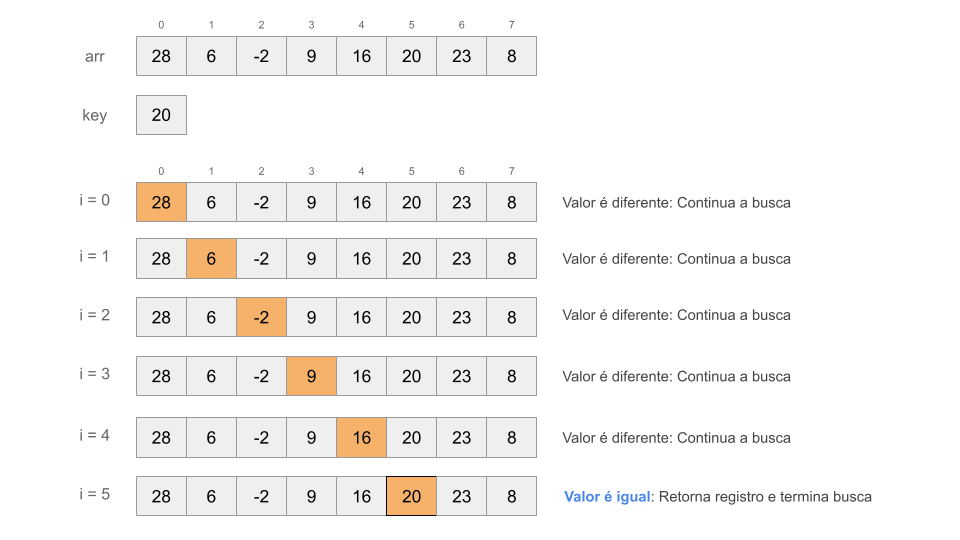 0 1 2 3 4 5 6 7
arr 28 6 -2 9 16 20 23 8
key 20
0 1 2 3 4 5 6 7
i = 0 28 6 -2 9 16 20 23 8 Valor é diferente: Continua a busca
i = 1 28 6 -2 9 16 20 23 8 Valor é diferente: Continua a busca
i = 2 28 6 -2 9 16 20 23 8 Valor é diferente: Continua a busca
i = 3 28 6 -2 9 16 20 23 8 Valor é diferente: Continua a busca
i = 4 28 6 -2 9 16 20 23 8 Valor é diferente: Continua a busca
i = 5 28 6 -2 9 16 20 23 8 Valor é igual: Retorna registro e termina busca